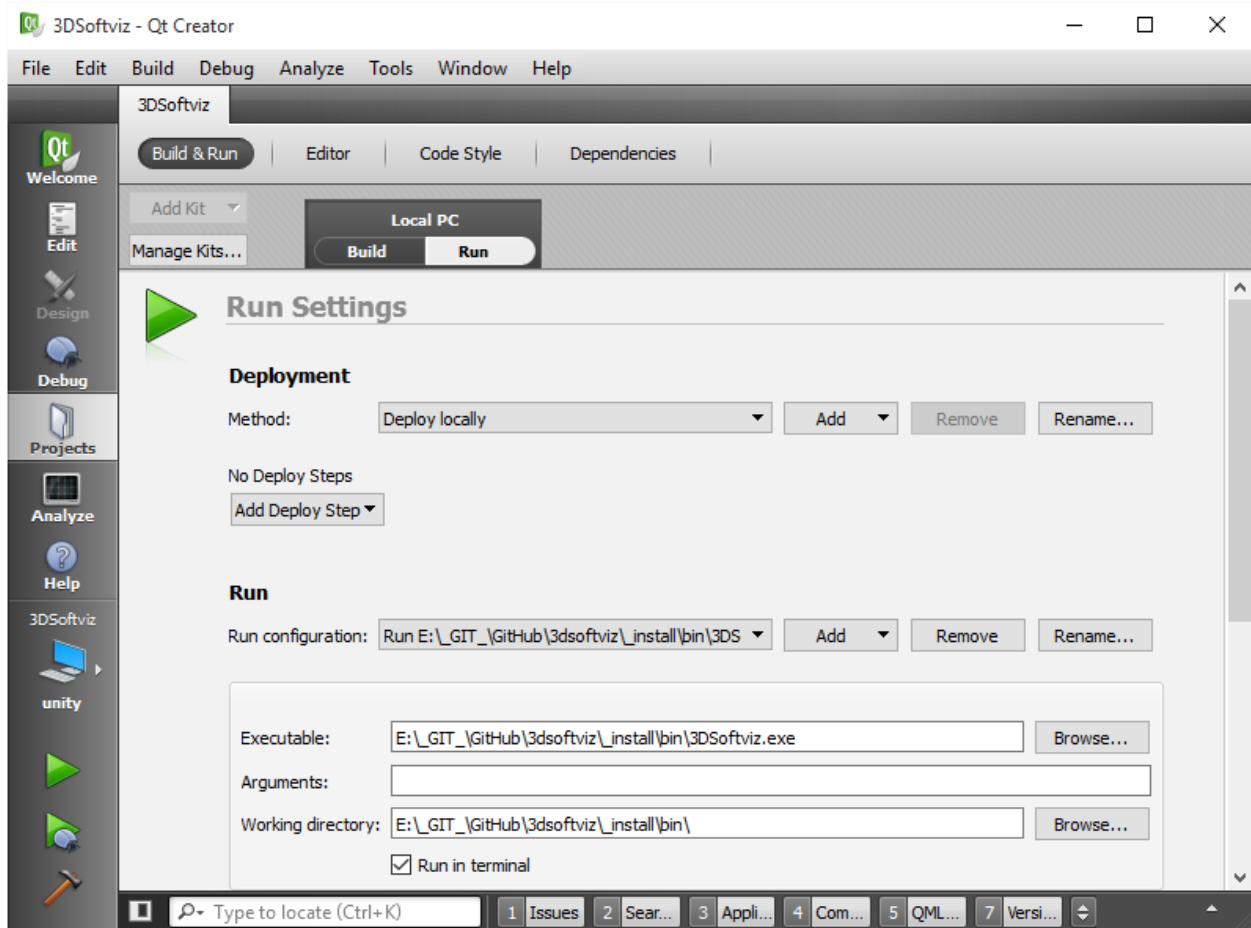 3DSoftviz - Qt Creator
File Edit Build Debug Analyze Tools Window Help
3DSoftviz
Qt
Welcome
Edit
Design
Debug
Projects
Analyze
Help
3DSoftviz
unity
Build & Run Editor Code Style Dependencies
Add Kit
Manage Kits...
Local PC
Build Run
Run Settings
Deployment
Method: Deploy locally Add Remove Rename...
No Deploy Steps
Add Deploy Step
Run
Run configuration: Run E:\_GIT_\GitHub\3dsoftviz\_install\bin\3DS Add Remove Rename...
Executable: E:\_GIT_\GitHub\3dsoftviz\_install\bin\3DSoftviz.exe Browse...
Arguments:
Working directory: E:\_GIT_\GitHub\3dsoftviz\_install\bin\ Browse...
Run in terminal
Type to locate (Ctrl+K) 1 Issues 2 Sear... 3 Appli... 4 Com... 5 QML... 7 Versi...